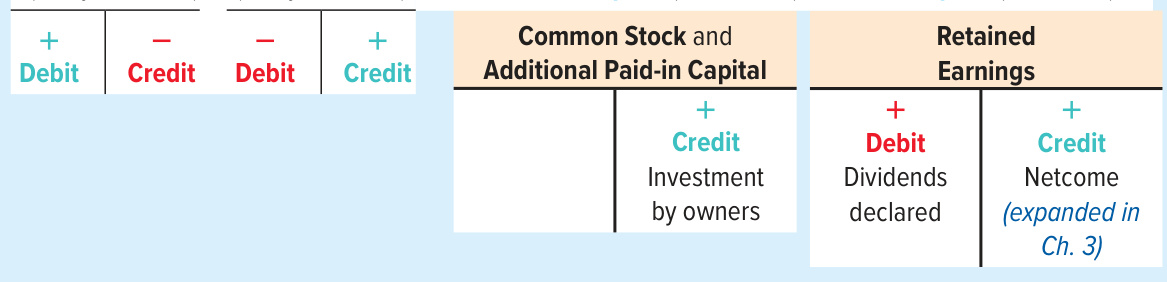 + − − +
Debit Credit Debit Credit
Common Stock and
Additional Paid-in Capital
+
Credit
Investment
by owners
Retained
Earnings
+ +
Debit Credit
Dividends Netcome
declared (expanded in
Ch. 3)